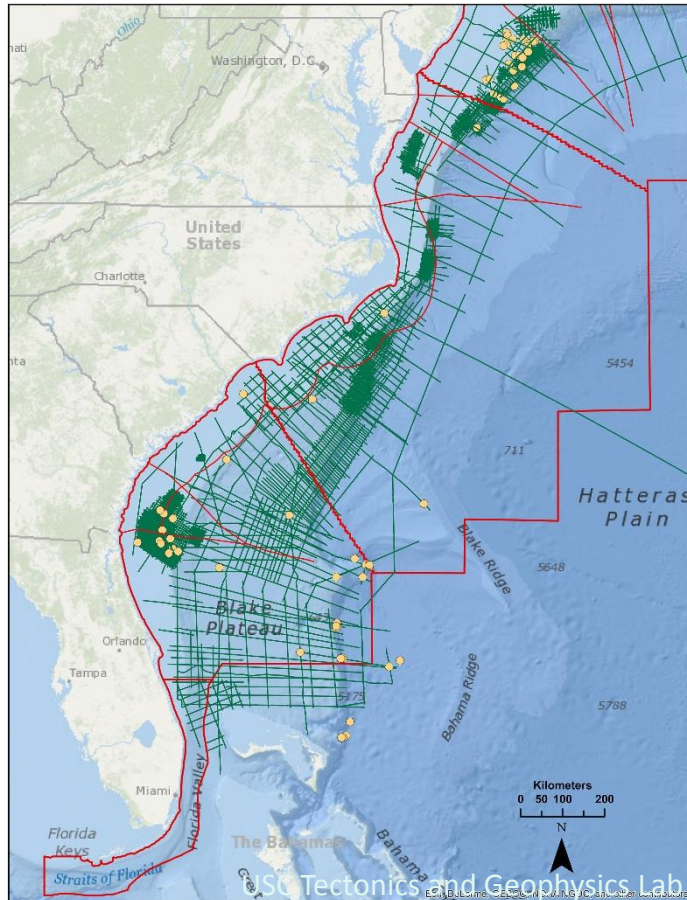 Ohio
Washington, D.C.
United
States
Charlotte
5454
711
Hatteras
Plain
Blake Ridge
5648
Blake
Plateau
Orlando
Tampa
Bahama Ridge
5175
5788
Kilometers
0 50 100 200
N
Miami
Florida Valley
Florida
Keys
The Bahamas
Straits of Florida
Bahama
USC Tectonics and Geophysics Lab